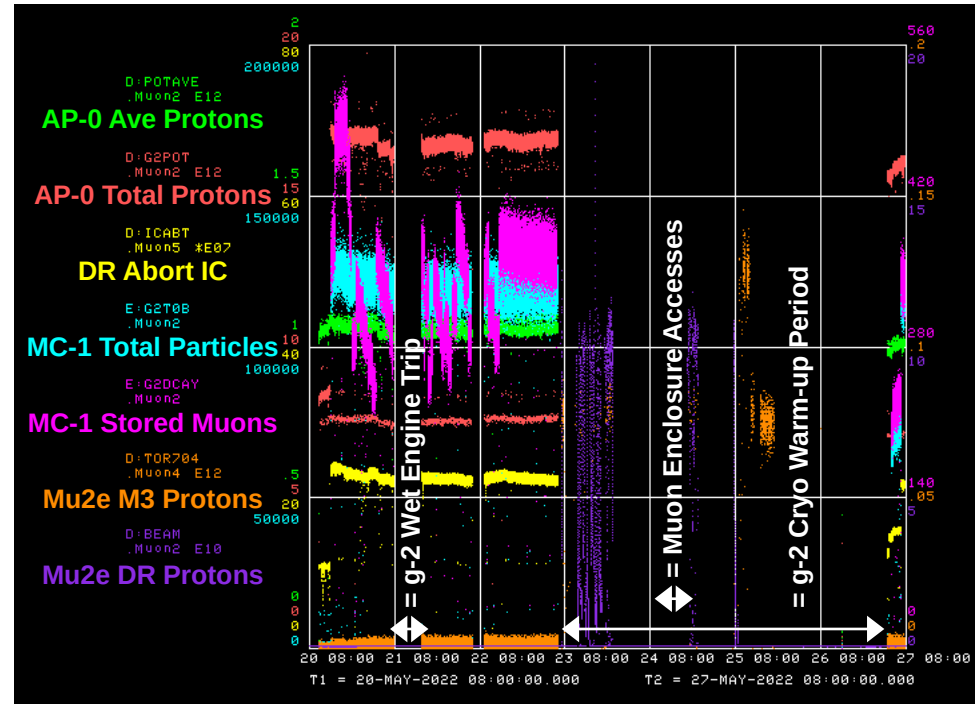 2
20
80
200000
560
.2
20
D:POTAVE
.Muon2 E12
AP-0 Ave Protons
D:G2POT
.Muon2 E12
1.5
15
60
150000
AP-0 Total Protons
420
.15
15
D:ICABT
.Muon5 *E07
DR Abort IC
E:G2T0B
.Muon2
1
10
40
100000
MC-1 Total Particles
280
.1
10
E:G2DCAY
.Muon2
MC-1 Stored Muons
D:TOR704
.Muon4 E12
.5
5
20
50000
Mu2e M3 Protons
140
.05
5
D:BEAM
.Muon2 E10
Mu2e DR Protons
0
0
0
0
0
0
0
= g-2 Wet Engine Trip
= Muon Enclosure Accesses
= g-2 Cryo Warm-up Period
20 08:00 21 08:00 22 08:00 23 08:00 24 08:00 25 08:00 26 08:00 27 08:00
T1 = 20-MAY-2022 08:00:00.000 T2 = 27-MAY-2022 08:00:00.000